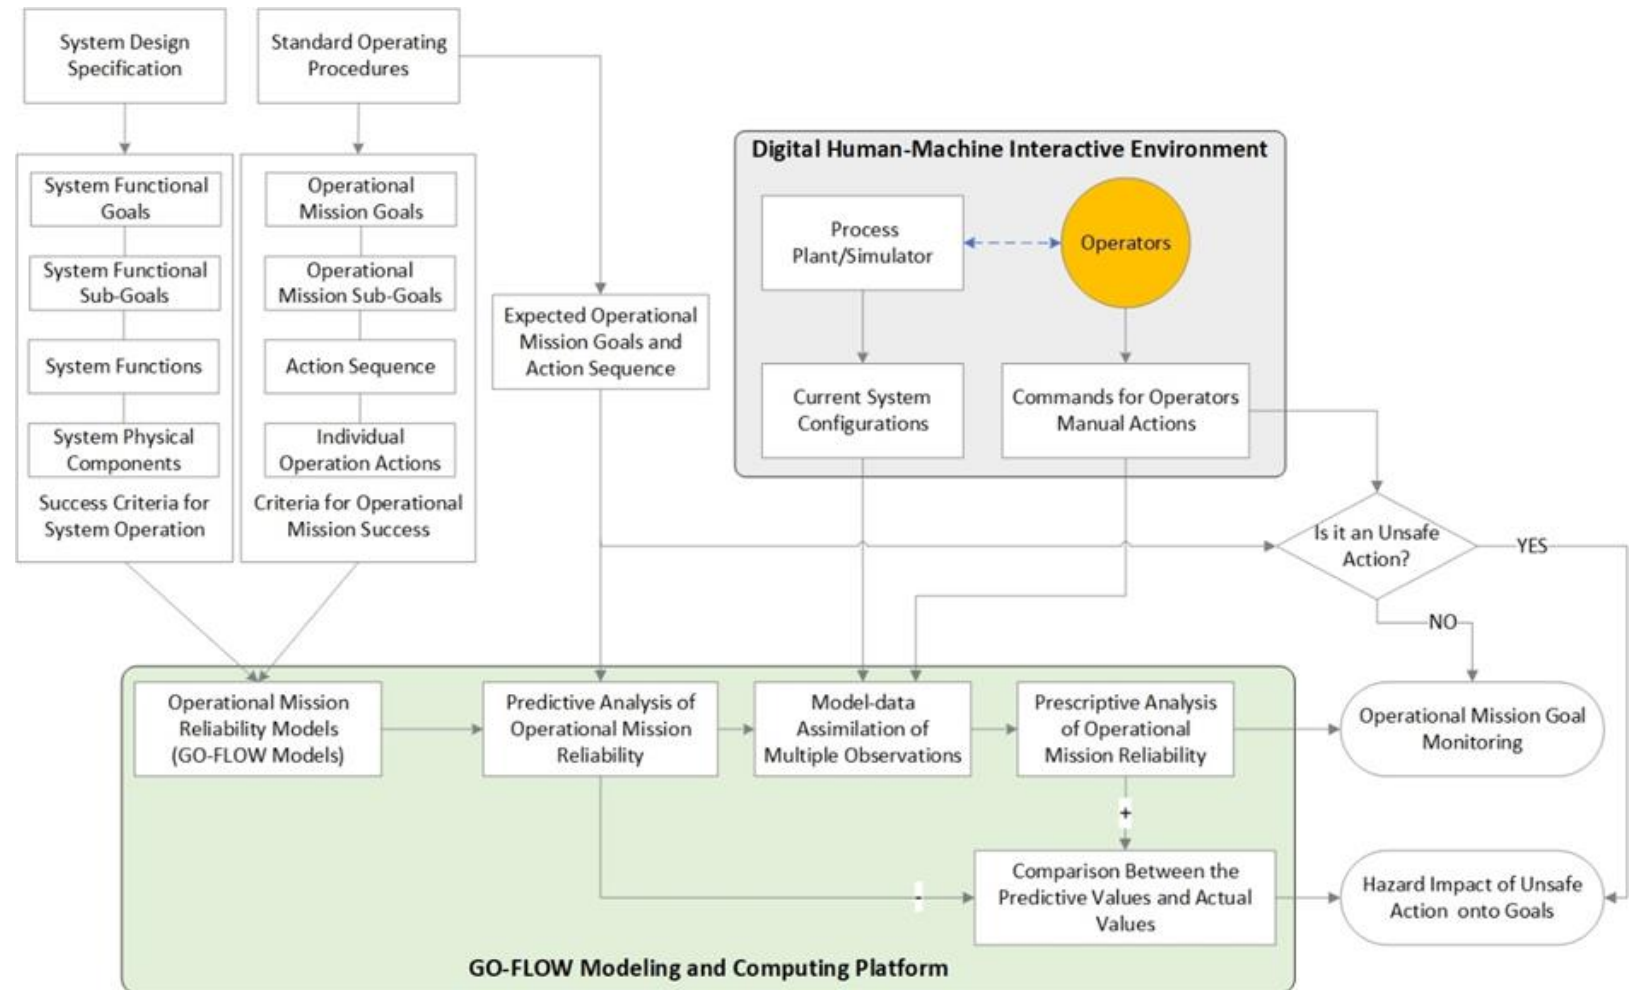 System Design
Specification
Standard Operating
Procedures
System Functional
Goals
System Functional
Sub-Goals
System Functions
System Physical
Components
Success Criteria for
System Operation
Operational
Mission Goals
Operational
Mission Sub-Goals
Action Sequence
Individual
Operation Actions
Criteria for Operational
Mission Success
Expected Operational
Mission Goals and
Action Sequence
Digital Human-Machine Interactive Environment
Process
Plant/Simulator
Operators
Current System
Configurations
Commands for Operators
Manual Actions
Is it an Unsafe
Action?
YES
NO
Operational Mission
Reliability Models
(GO-FLOW Models)
Predictive Analysis of
Operational Mission
Reliability
Model-data
Assimilation of
Multiple Observations
Prescriptive Analysis
of Operational
Mission Reliability
Operational Mission Goal
Monitoring
+
-
Comparison Between the
Predictive Values and Actual
Values
Hazard Impact of Unsafe
Action onto Goals
GO-FLOW Modeling and Computing Platform